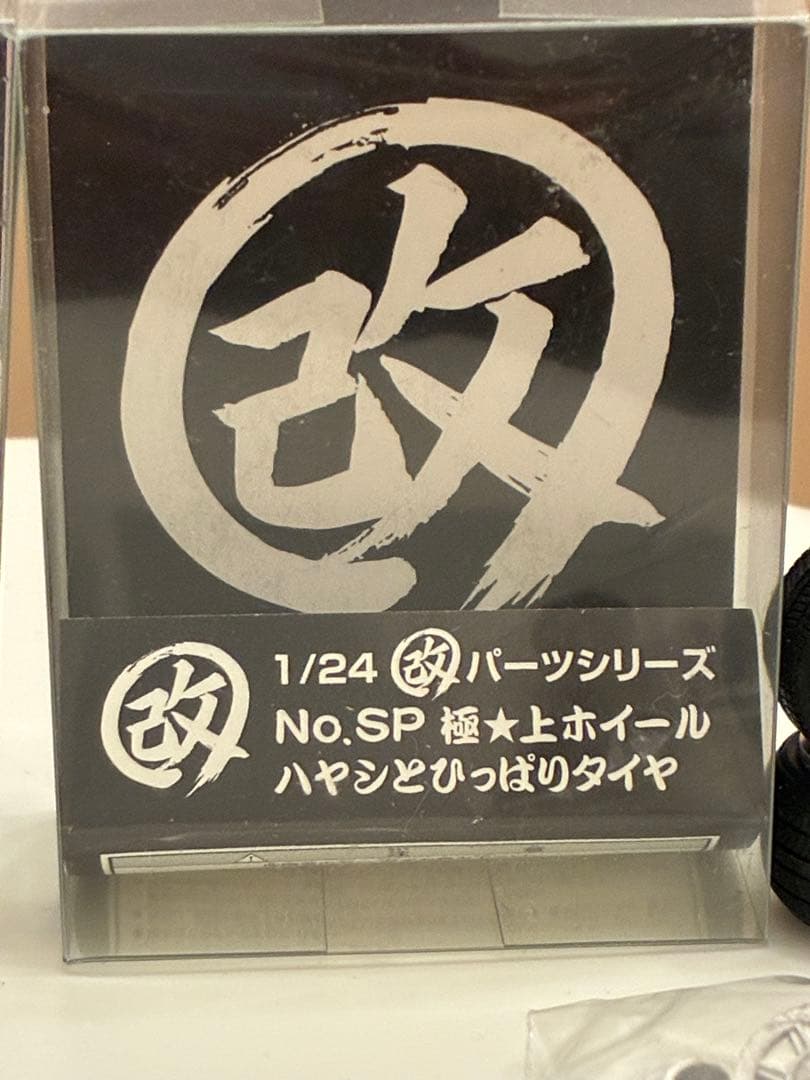 改
改
1/24 改パーツシリーズ
No.SP 極★上ホイール
ハヤシとひっぱりタイヤ